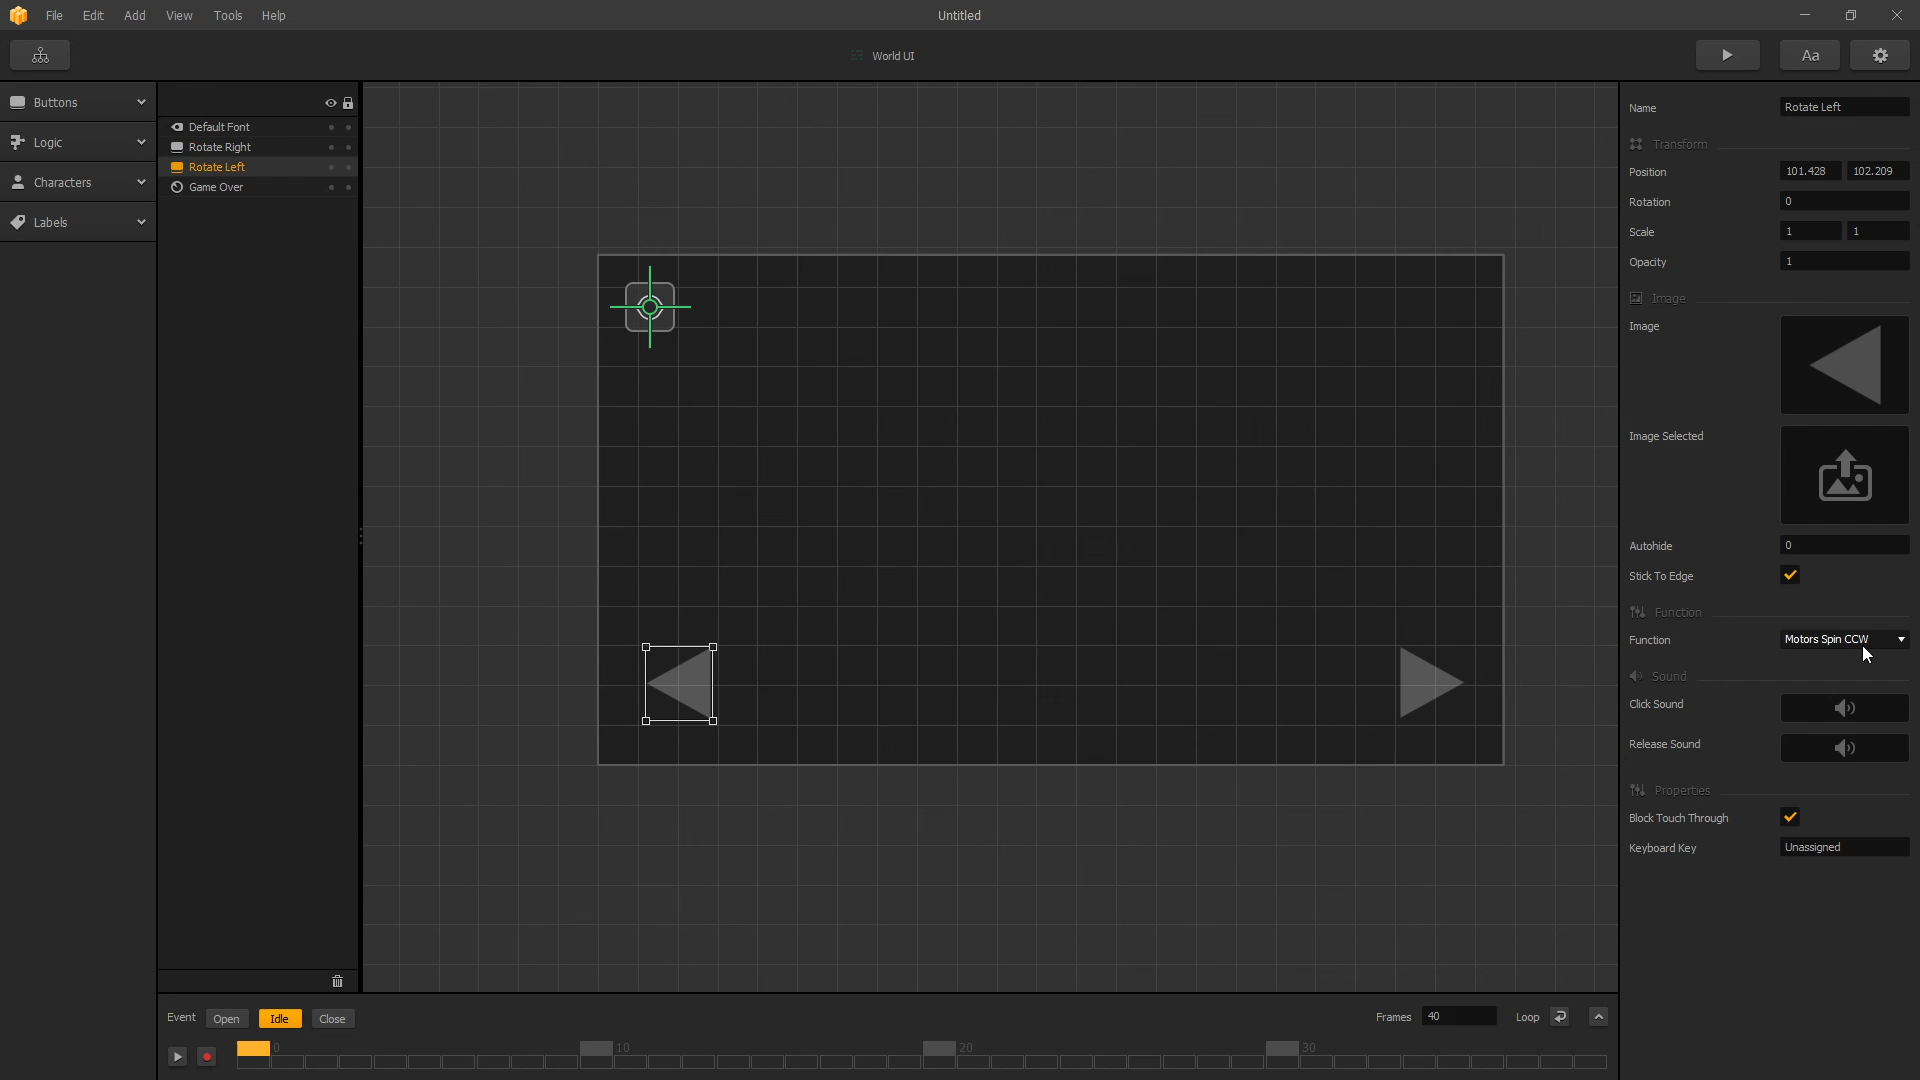 File Edit Add View Tools Help
Untitled
World UI
Aa
Buttons
Logic
Characters
Labels
Default Font
Rotate Right
Rotate Left
Game Over
Name Rotate Left
Transform
Position 101.428 102.209
Rotation 0
Scale 1 1
Opacity 1
Image
Image
Image Selected
Autohide 0
Stick To Edge
Function
Function Motors Spin CCW
Sound
Click Sound
Release Sound
Properties
Block Touch Through
Keyboard Key Unassigned
Event Open Idle Close
Frames 40 Loop
0 10 20 30